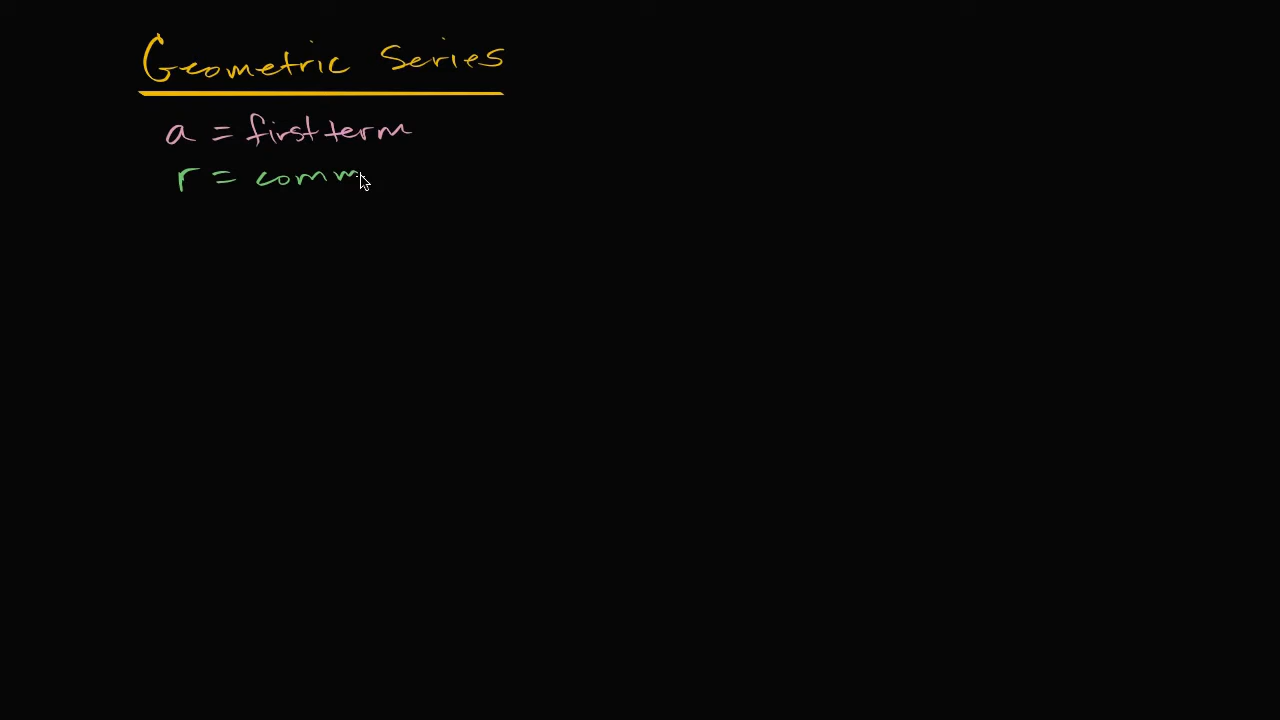 Geometric Series
a = first term
r = comm